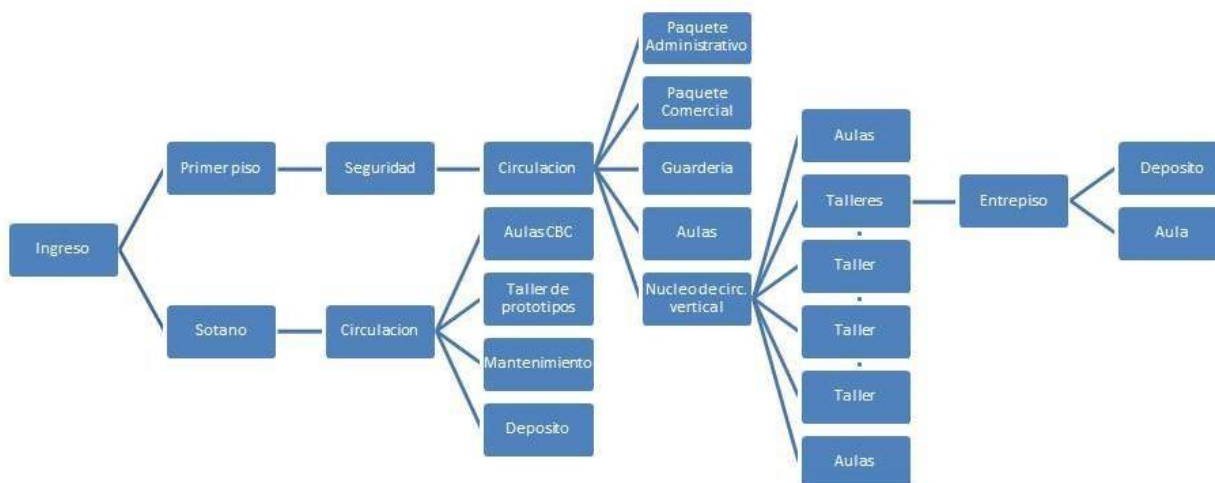 Ingreso
Primer piso
Sotano
Seguridad
Circulacion
Circulacion
Aulas CBC
Taller de
prototipos
Mantenimiento
Deposito
Paquete
Administrativo
Paquete
Comercial
Guarderia
Aulas
Nucleo de circ.
vertical
Aulas
Talleres
Taller
Taller
Taller
Aulas
Entrepiso
Deposito
Aula